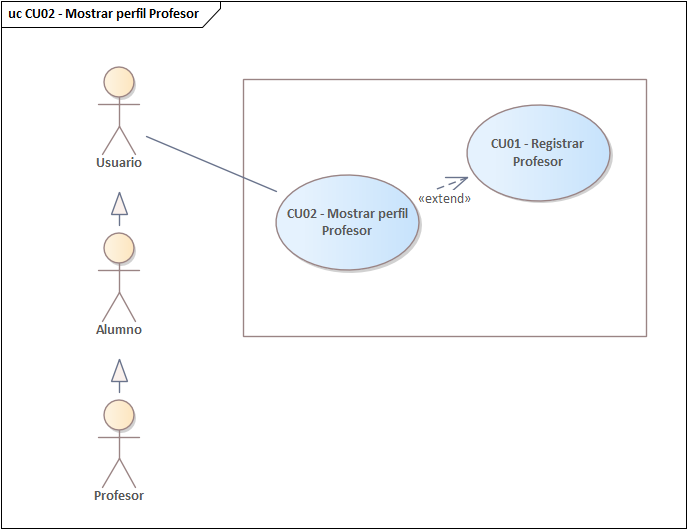 uc CU02 - Mostrar perfil Profesor
Usuario
CU01 - Registrar
Profesor
«extend»
CU02 - Mostrar perfil
Profesor
Alumno
Profesor